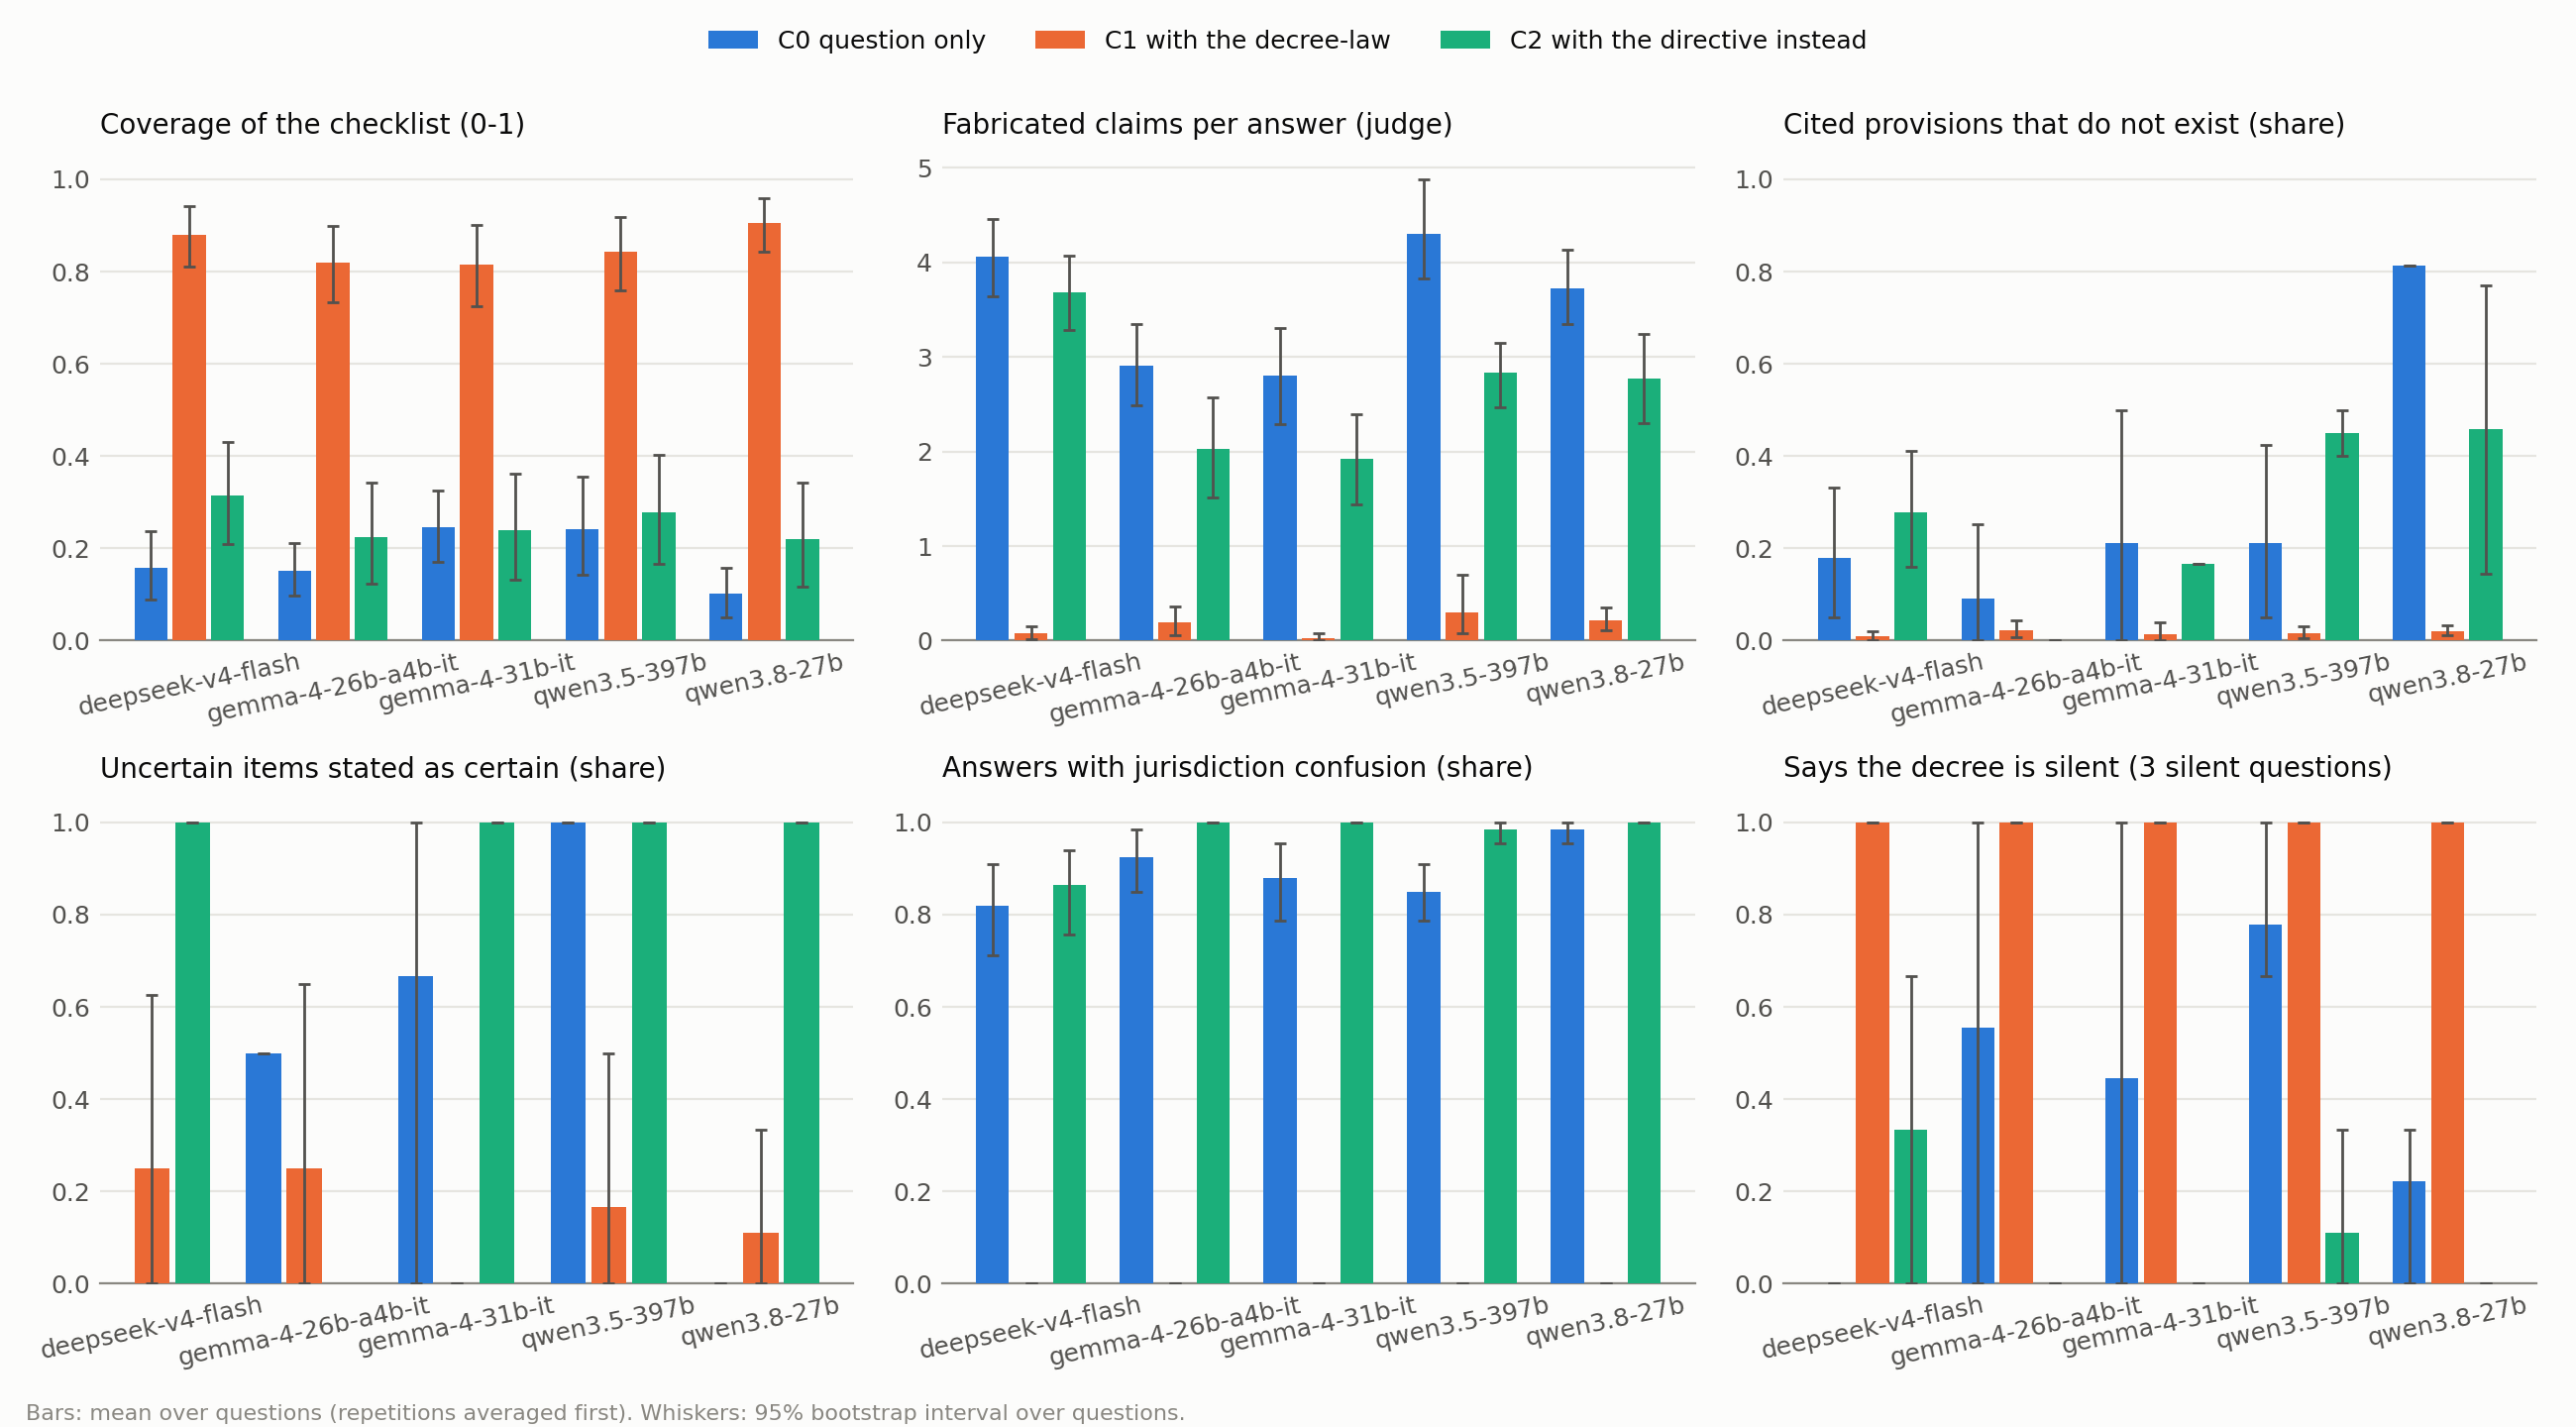 C0 question only  C1 with the decree-law  C2 with the directive instead
Coverage of the checklist (0-1)
1.0
0.8
0.6
0.4
0.2
0.0
deepseek-v4-flash
gemma-4-26b-a4b-it
gemma-4-31b-it
qwen3.5-397b
qwen3.8-27b
Fabricated claims per answer (judge)
5
4
3
2
1
0
deepseek-v4-flash
gemma-4-26b-a4b-it
gemma-4-31b-it
qwen3.5-397b
qwen3.8-27b
Cited provisions that do not exist (share)
1.0
0.8
0.6
0.4
0.2
0.0
deepseek-v4-flash
gemma-4-26b-a4b-it
gemma-4-31b-it
qwen3.5-397b
qwen3.8-27b
Uncertain items stated as certain (share)
1.0
0.8
0.6
0.4
0.2
0.0
deepseek-v4-flash
gemma-4-26b-a4b-it
gemma-4-31b-it
qwen3.5-397b
qwen3.8-27b
Answers with jurisdiction confusion (share)
1.0
0.8
0.6
0.4
0.2
0.0
deepseek-v4-flash
gemma-4-26b-a4b-it
gemma-4-31b-it
qwen3.5-397b
qwen3.8-27b
Says the decree is silent (3 silent questions)
1.0
0.8
0.6
0.4
0.2
0.0
deepseek-v4-flash
gemma-4-26b-a4b-it
gemma-4-31b-it
qwen3.5-397b
qwen3.8-27b
Bars: mean over questions (repetitions averaged first). Whiskers: 95% bootstrap interval over questions.